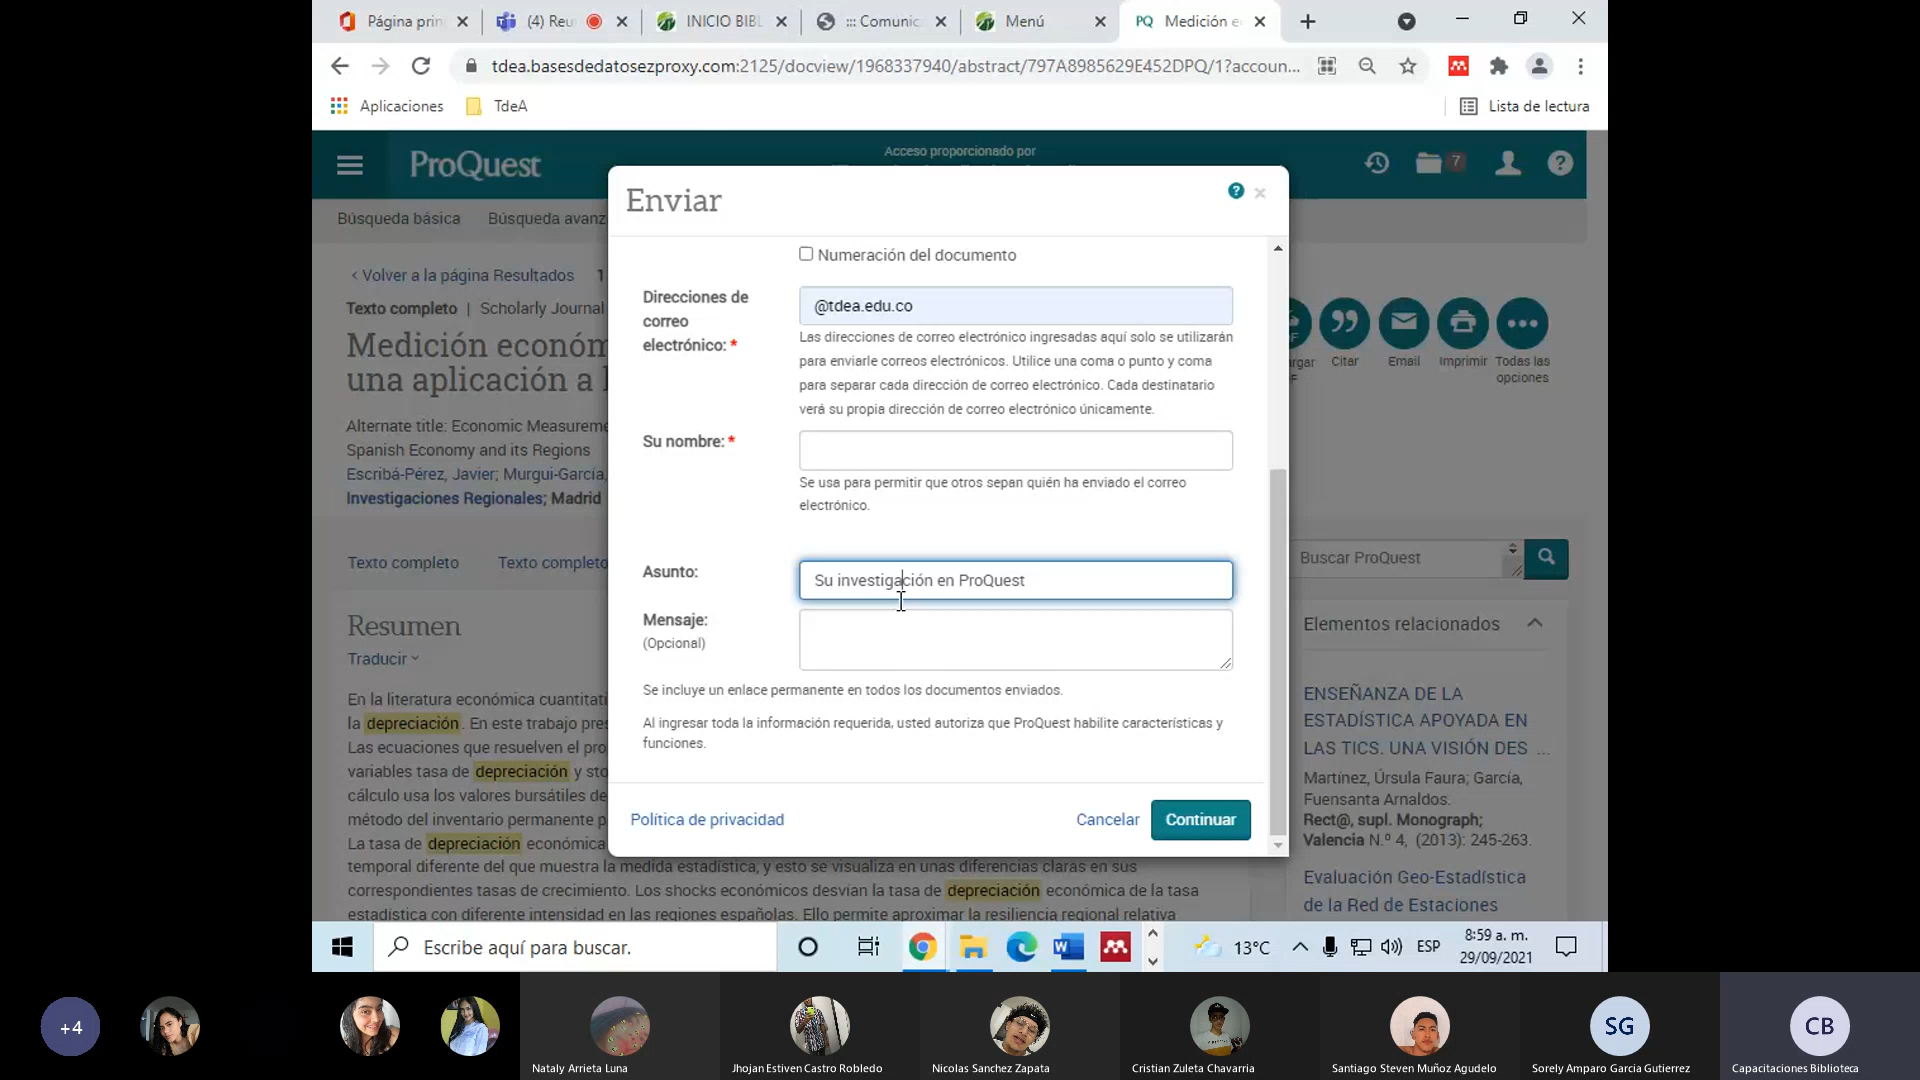 Página prin
(4) Reu
INICIO BIBL
::: Comunic
Menú
PQ Medición e
tdea.basesdedatosezproxy.com:2125/docview/1968337940/abstract/797A8985629E452DPQ/1?accoun...
Aplicaciones
TdeA
Lista de lectura
ProQuest
Acceso proporcionado por
7
Búsqueda básica
Búsqueda avanz
Enviar
Numeración del documento
Direcciones de
correo
electrónico: *
@tdea.edu.co
Las direcciones de correo electrónico ingresadas aquí solo se utilizarán
para enviarle correos electrónicos. Utilice una coma o punto y coma
para separar cada dirección de correo electrónico. Cada destinatario
verá su propia dirección de correo electrónico únicamente.
Su nombre: *
Se usa para permitir que otros sepan quién ha enviado el correo
electrónico.
Asunto:
Su investigación en ProQuest
Mensaje:
(Opcional)
Se incluye un enlace permanente en todos los documentos enviados.
Al ingresar toda la información requerida, usted autoriza que ProQuest habilite características y
funciones.
Política de privacidad
Cancelar
Continuar
< Volver a la página Resultados 1
Texto completo | Scholarly Journal
Medición económ
una aplicación a l
Alternate title: Economic Measureme
Spanish Economy and its Regions
Escribá-Pérez, Javier; Murgui-García,
Investigaciones Regionales; Madrid
Citar
Email
Imprimir
Todas las
opciones
Texto completo
Texto completo
Buscar ProQuest
Resumen
Traducir
En la literatura económica cuantitati
la depreciación. En este trabajo pres
Las ecuaciones que resuelven el pro
variables tasa de depreciación y sto
cálculo usa los valores bursátiles de
método del inventario permanente p
La tasa de depreciación económica
temporal diferente del que muestra la medida estadística, y esto se visualiza en unas diferencias claras en sus
correspondientes tasas de crecimiento. Los shocks económicos desvían la tasa de depreciación económica de la tasa
estadística con diferente intensidad en las regiones españolas. Ello permite aproximar la resiliencia regional relativa
Elementos relacionados
ENSEÑANZA DE LA
ESTADÍSTICA APOYADA EN
LAS TICS. UNA VISIÓN DES ...
Martínez, Úrsula Faura; García,
Fuensanta Arnaldos.
Rect@, supl. Monograph;
Valencia N.º 4, (2013): 245-263.
Evaluación Geo-Estadística
de la Red de Estaciones
Escribe aquí para buscar.
13°C
ESP
8:59 a. m.
29/09/2021
+4
Nataly Arrieta Luna
Jhojan Estiven Castro Robledo
Nicolas Sanchez Zapata
Cristian Zuleta Chavarria
Santiago Steven Muñoz Agudelo
SG
Sorely Amparo Garcia Gutierrez
CB
Capacitaciones Biblioteca